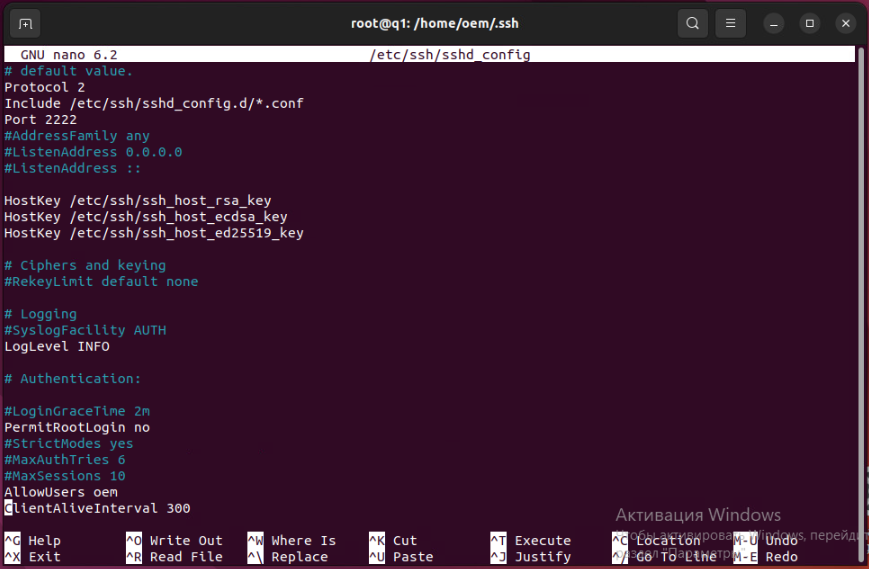 root@q1: /home/oem/.ssh
GNU nano 6.2 /etc/ssh/sshd_config
# default value.
Protocol 2
Include /etc/ssh/sshd_config.d/*.conf
Port 2222
#AddressFamily any
#ListenAddress 0.0.0.0
#ListenAddress ::
HostKey /etc/ssh/ssh_host_rsa_key
HostKey /etc/ssh/ssh_host_ecdsa_key
HostKey /etc/ssh/ssh_host_ed25519_key
# Ciphers and keying
#RekeyLimit default none
# Logging
#SyslogFacility AUTH
LogLevel INFO
# Authentication:
#LoginGraceTime 2m
PermitRootLogin no
#StrictModes yes
#MaxAuthTries 6
#MaxSessions 10
AllowUsers oem
ClientAliveInterval 300
Активация Windows
Чтобы активировать Windows, перейдит
раздел "Параметры".
^G Help ^O Write Out ^W Where Is ^K Cut ^T Execute ^C Location M-U Undo
^X Exit ^R Read File ^\ Replace ^U Paste ^J Justify ^/ Go To Line M-E Redo